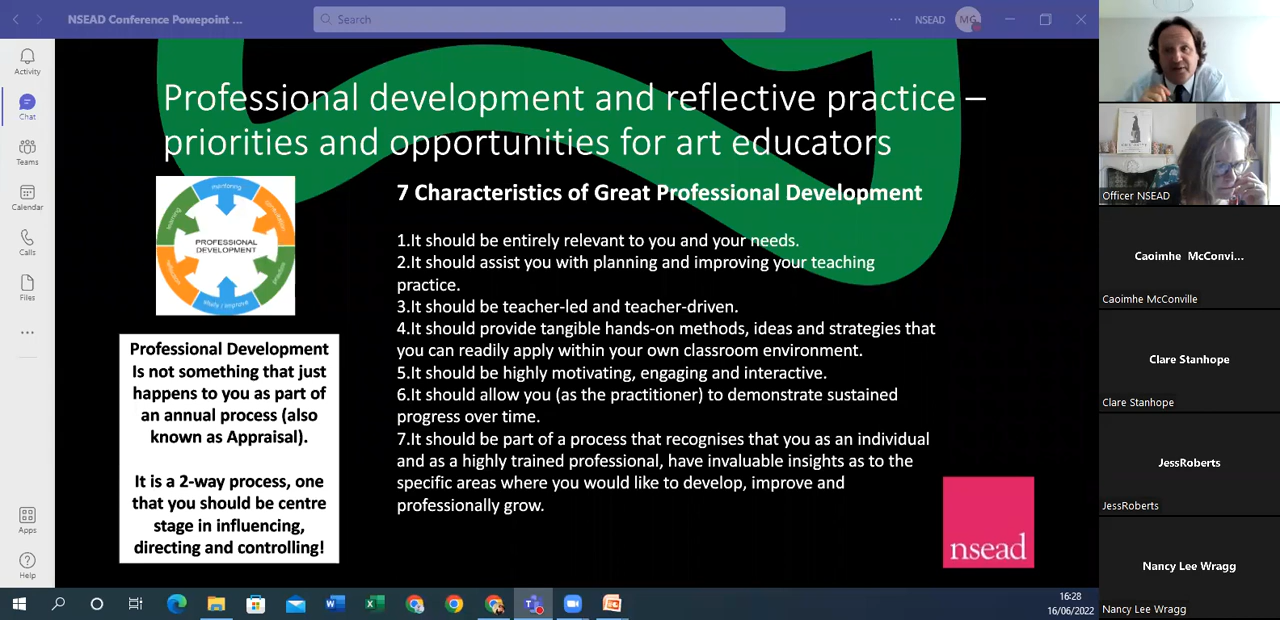 NSEAD Conference Powepoint ...
Search
...
NSEAD
MG
Activity
Chat
Teams
Calendar
Calls
Files
...
Apps
Help
Professional development and reflective practice –
priorities and opportunities for art educators
mentoring
consultation
learning
PROFESSIONAL
DEVELOPMENT
7 Characteristics of Great Professional Development
1.It should be entirely relevant to you and your needs.
2.It should assist you with planning and improving your teaching
practice.
3.It should be teacher-led and teacher-driven.
4.It should provide tangible hands-on methods, ideas and strategies that
you can readily apply within your own classroom environment.
5.It should be highly motivating, engaging and interactive.
6.It should allow you (as the practitioner) to demonstrate sustained
progress over time.
7.It should be part of a process that recognises that you as an individual
and as a highly trained professional, have invaluable insights as to the
specific areas where you would like to develop, improve and
professionally grow.
Professional Development
Is not something that just
happens to you as part of
an annual process (also
known as Appraisal).
It is a 2-way process, one
that you should be centre
stage in influencing,
directing and controlling!
nsead
Officer NSEAD
Caoimhe McConvi...
Caoimhe McConville
Clare Stanhope
Clare Stanhope
JessRoberts
JessRoberts
Nancy Lee Wragg
Nancy Lee Wragg
16:28
16/06/2022